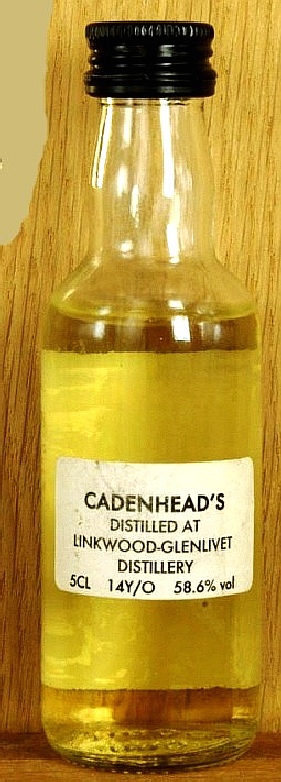 CADENHEAD'S
DISTILLED AT
LINKWOOD-GLENLIVET
DISTILLERY
5CL 14Y/O 58.6% vol